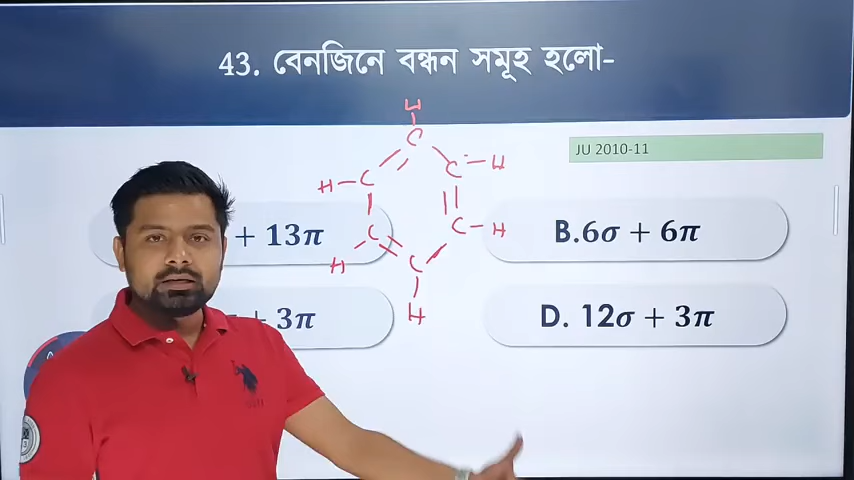 43. বেনজিনে বন্ধন সমূহ হলো-
JU 2010-11
+ 13π
B.6σ + 6π
+ 3π
D. 12σ + 3π
H
C
H-C
C-H
C
C-H
H
C
H